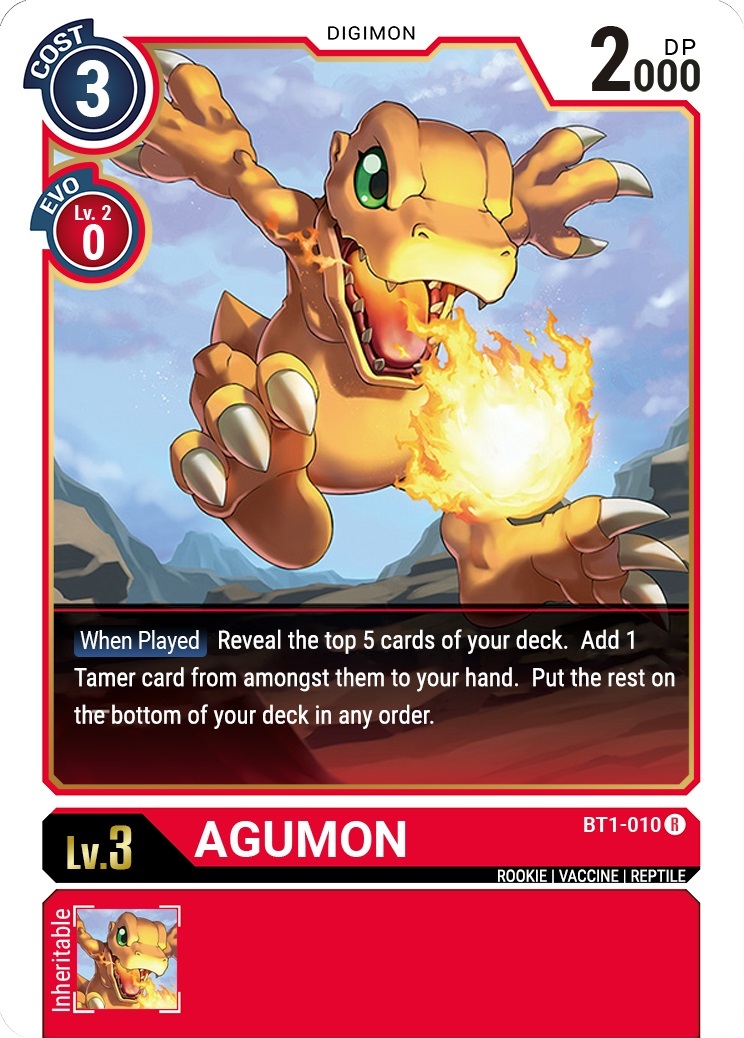 DIGIMON
COST
3
DP
2000
EVO
Lv. 2
0
When Played Reveal the top 5 cards of your deck. Add 1
Tamer card from amongst them to your hand. Put the rest on
the bottom of your deck in any order.
Lv.3
AGUMON
BT1-010 R
ROOKIE | VACCINE | REPTILE
Inheritable